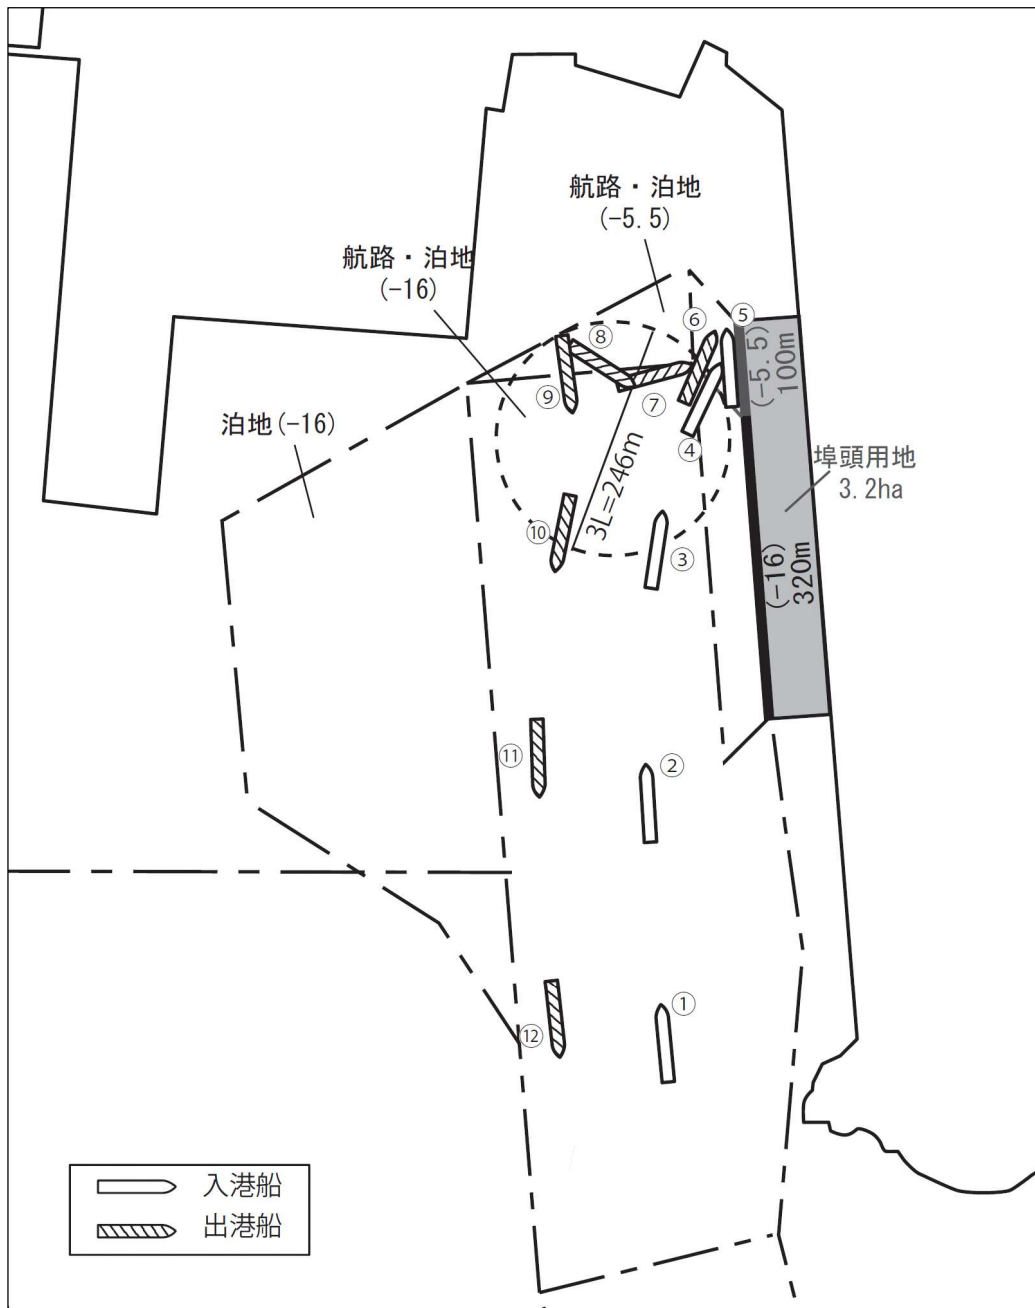 航路・泊地
(-5.5)
航路・泊地
(-16)
泊地(-16)
⑤
⑥
⑧
⑨
⑦
④
(-5.5)
100m
埠頭用地
3.2ha
3L=246m
⑩
③
(-16)
320m
⑪
②
①
⑫
入港船
出港船